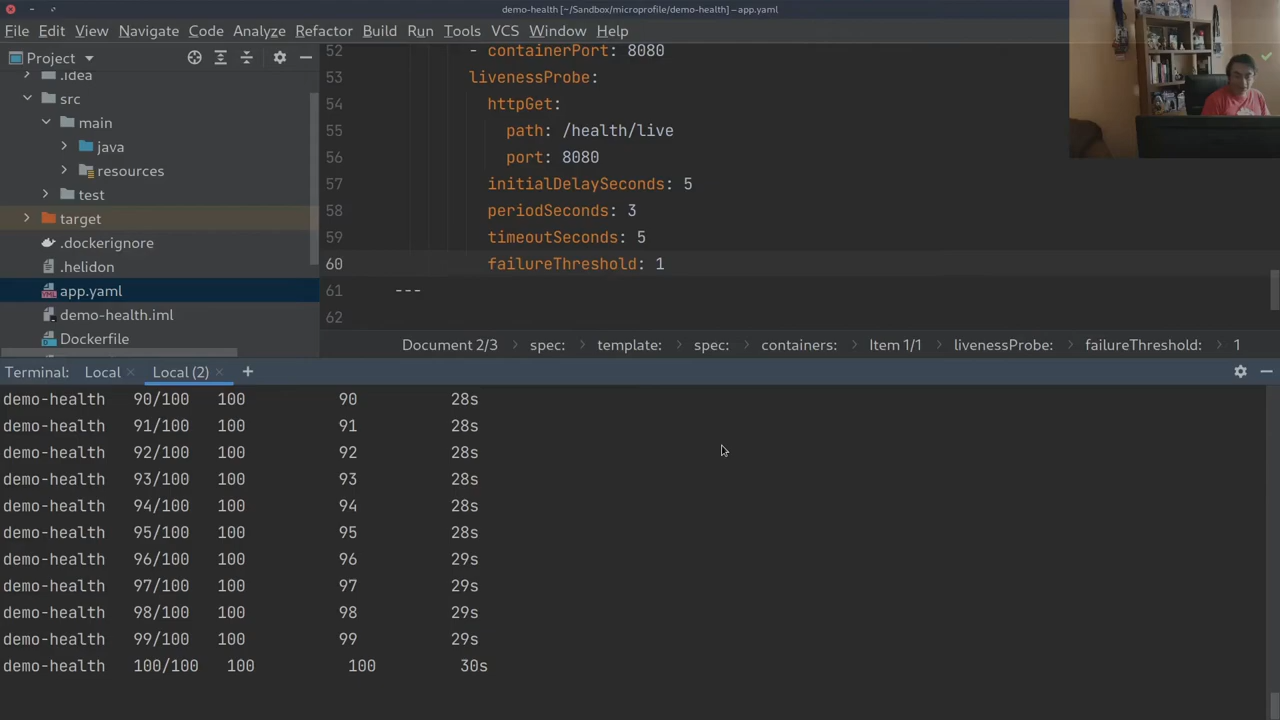 demo-health [~/Sandbox/microprofile/demo-health] – app.yaml
File Edit View Navigate Code Analyze Refactor Build Run Tools VCS Window Help
Project
.idea
src
main
java
resources
test
target
.dockerignore
.helidon
app.yaml
demo-health.iml
Dockerfile
52 - containerPort: 8080
53 livenessProbe:
54 httpGet:
55 path: /health/live
56 port: 8080
57 initialDelaySeconds: 5
58 periodSeconds: 3
59 timeoutSeconds: 5
60 failureThreshold: 1
61 ---
62
Document 2/3 › spec: › template: › spec: › containers: › Item 1/1 › livenessProbe: › failureThreshold: › 1
Terminal: Local × Local (2) × +
demo-health 90/100 100 90 28s
demo-health 91/100 100 91 28s
demo-health 92/100 100 92 28s
demo-health 93/100 100 93 28s
demo-health 94/100 100 94 28s
demo-health 95/100 100 95 28s
demo-health 96/100 100 96 29s
demo-health 97/100 100 97 29s
demo-health 98/100 100 98 29s
demo-health 99/100 100 99 29s
demo-health 100/100 100 100 30s